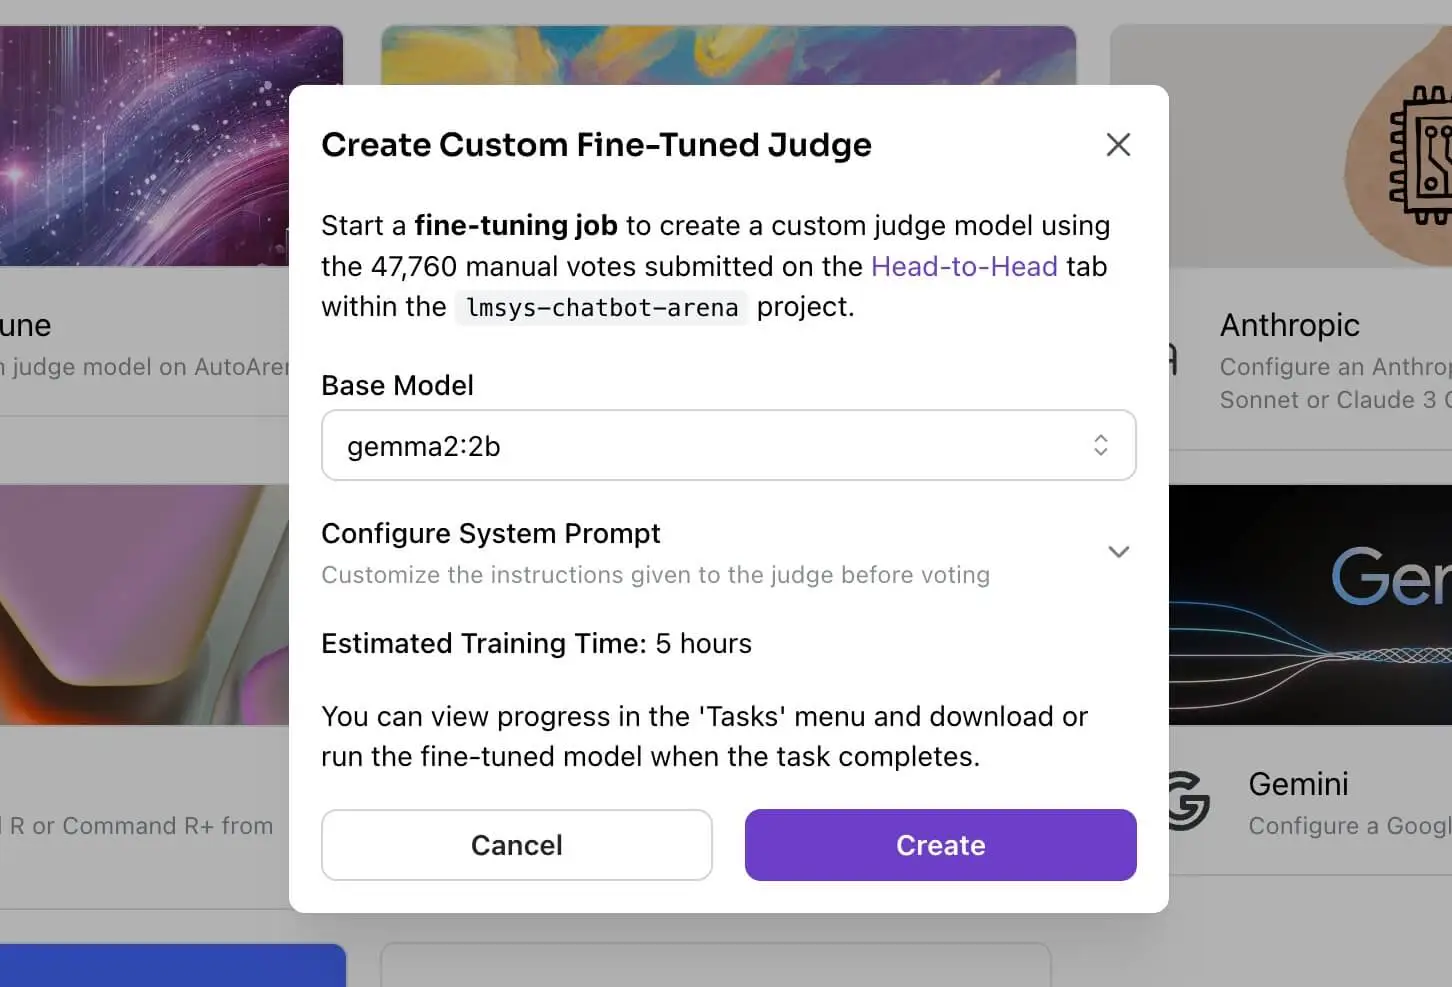 Create Custom Fine-Tuned Judge
Start a fine-tuning job to create a custom judge model using
the 47,760 manual votes submitted on the Head-to-Head tab
within the lmsys-chatbot-arena project.
Base Model
gemma2:2b
Configure System Prompt
Customize the instructions given to the judge before voting
Estimated Training Time: 5 hours
You can view progress in the 'Tasks' menu and download or
run the fine-tuned model when the task completes.
Cancel
Create
une
judge model on AutoAren
R or Command R+ from
Anthropic
Configure an Anthrop
Sonnet or Claude 3
Gem
Gemini
Configure a Googl